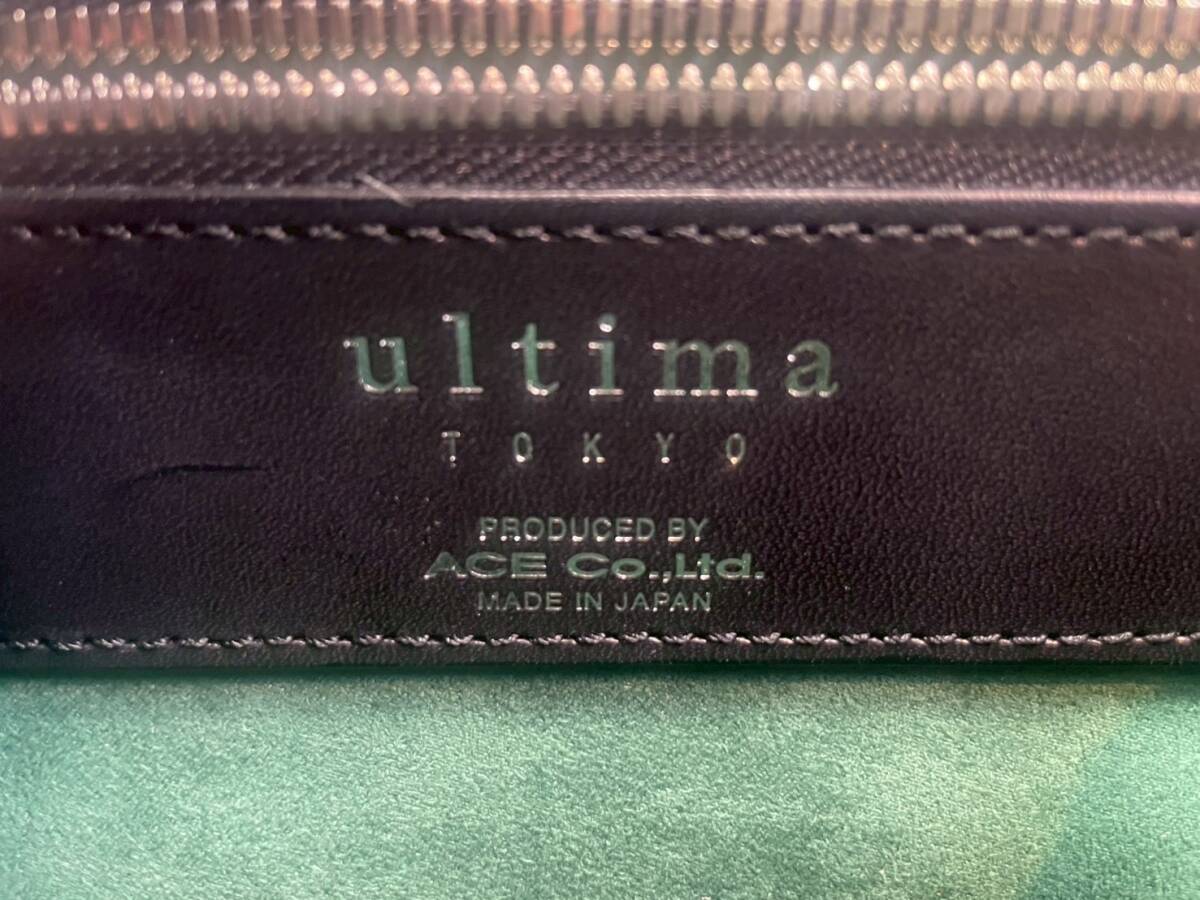 ultima
TOKYO
PRODUCED BY
ACE Co.,Ltd.
MADE IN JAPAN